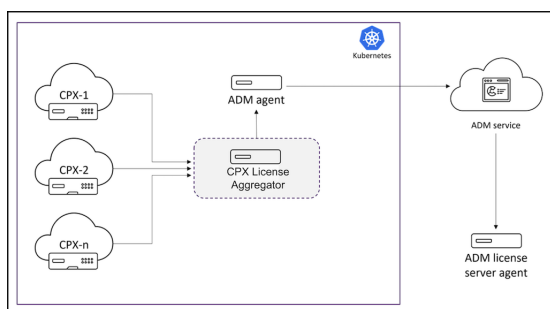 Kubernetes
CPX-1
ADM agent
ADM service
CPX-2
CPX License
Aggregator
CPX-n
ADM license
server agent